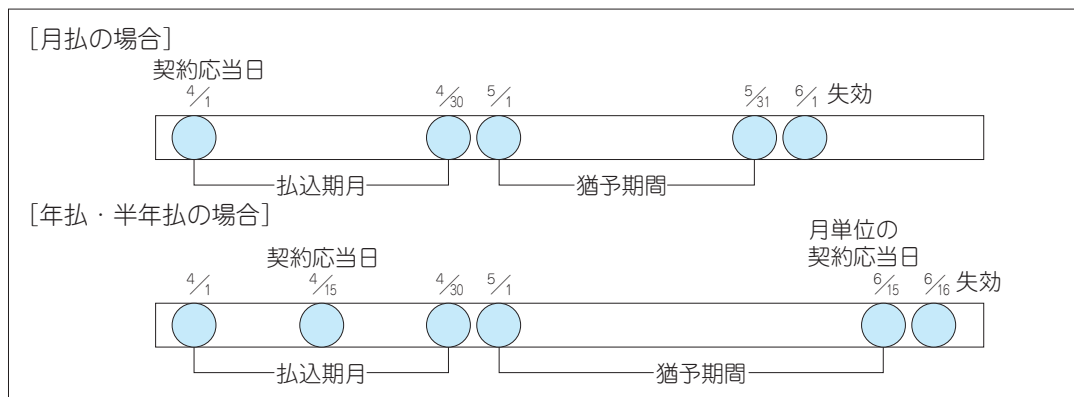 [月払の場合]
契約応当日
4/1 4/30 5/1 5/31 6/1 失効
払込期月 猶予期間
[年払・半年払の場合]
契約応当日 月単位の契約応当日
4/1 4/15 4/30 5/1 6/15 6/16 失効
払込期月 猶予期間